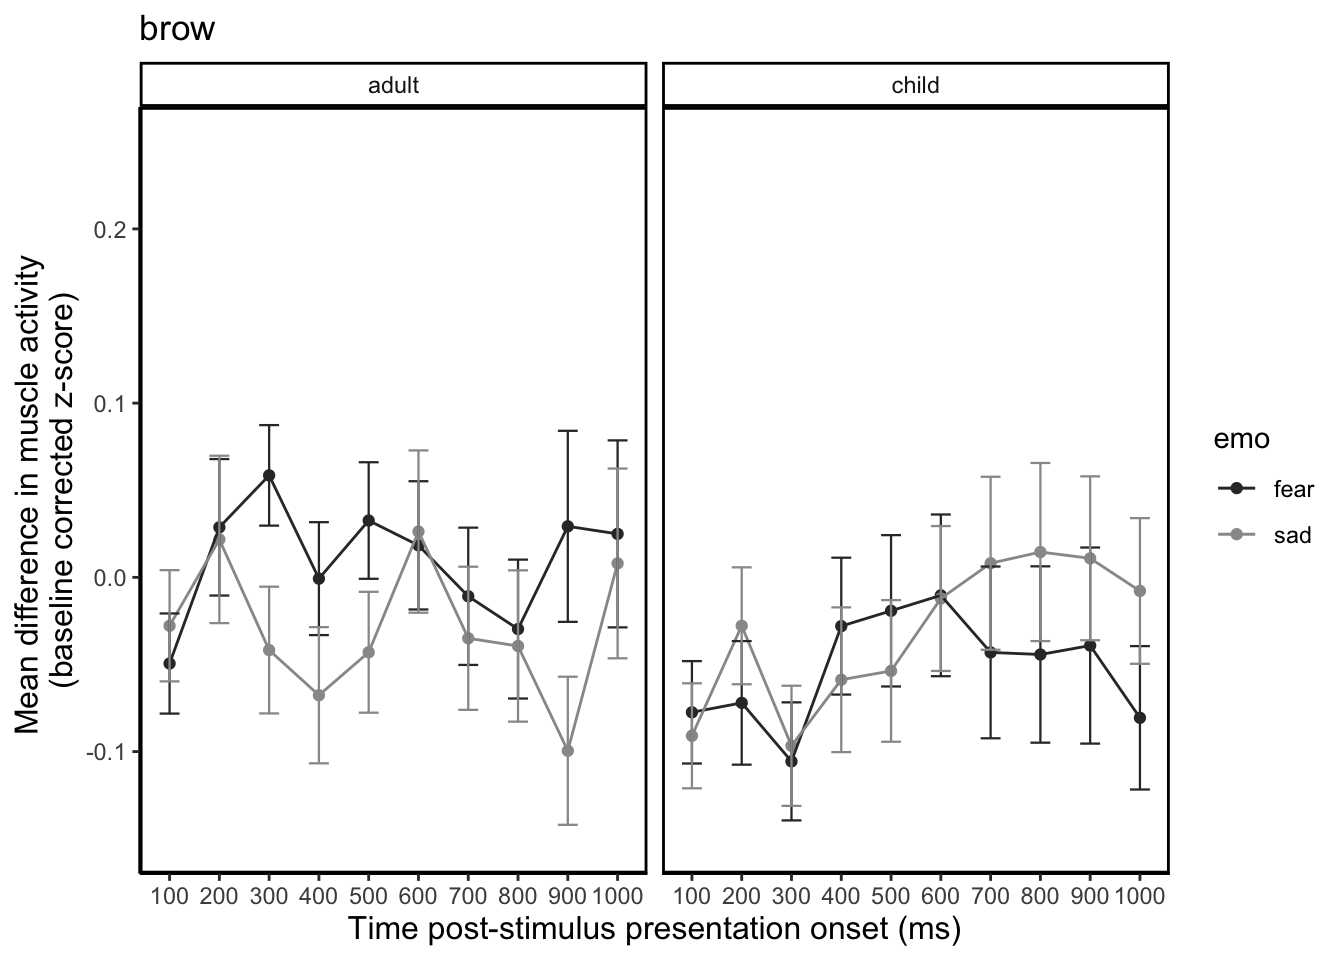 brow
adult
child
Mean difference in muscle activity
(baseline corrected z-score)
0.2
0.1
0.0
-0.1
100 200 300 400 500 600 700 800 900 1000
100 200 300 400 500 600 700 800 900 1000
Time post-stimulus presentation onset (ms)
emo
fear
sad